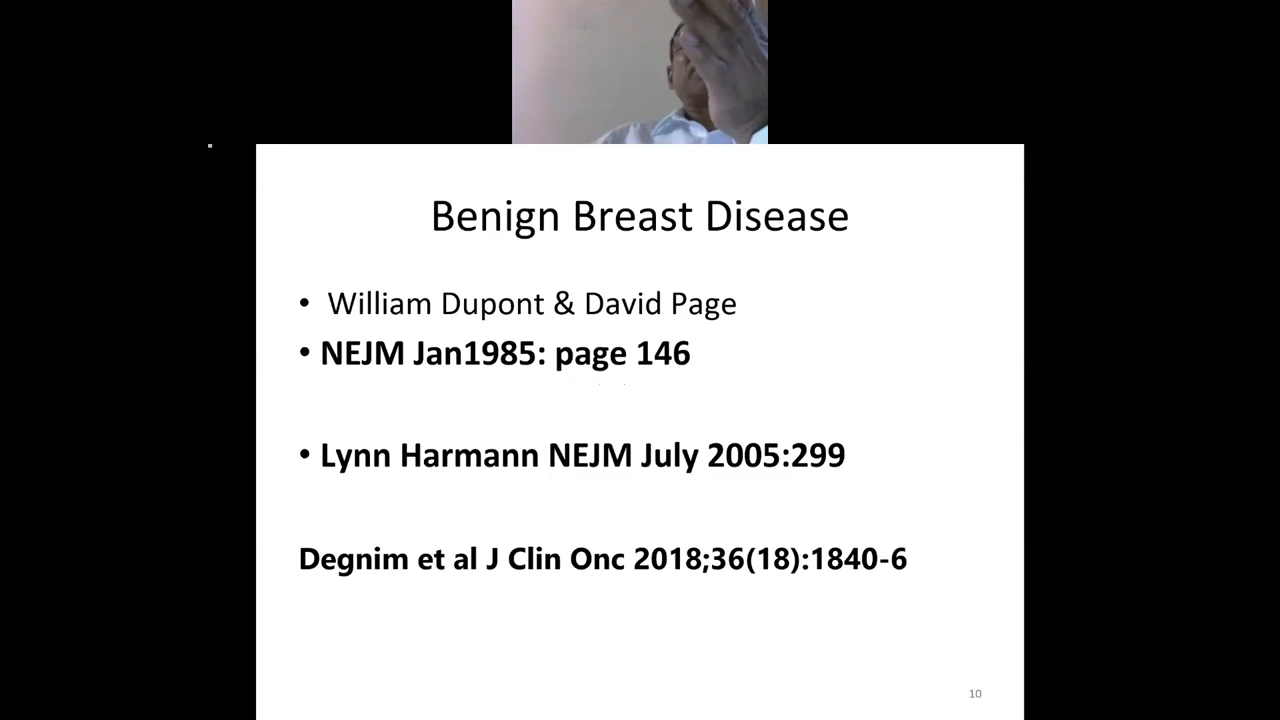 Benign Breast Disease
• William Dupont & David Page
• NEJM Jan1985: page 146
• Lynn Harmann NEJM July 2005:299
Degnim et al J Clin Onc 2018;36(18):1840-6
10